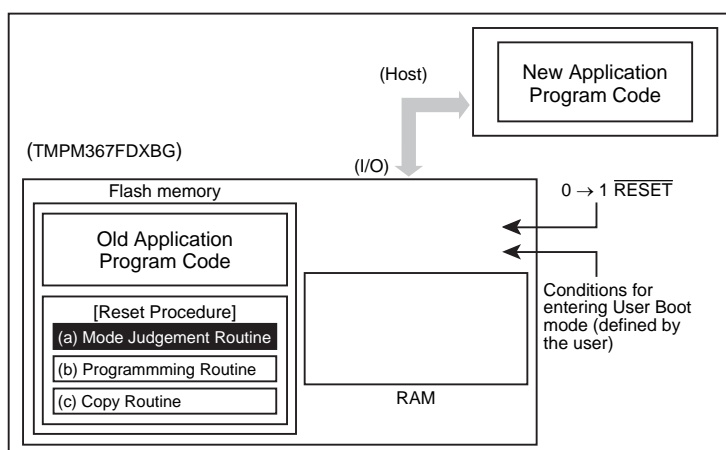 New Application
Program Code
(Host)
(TMPM367FDXBG)
(I/O)
Flash memory
0 → 1 RESET
Old Application
Program Code
[Reset Procedure]
(a) Mode Judgement Routine
(b) Programmming Routine
(c) Copy Routine
RAM
Conditions for
entering User Boot
mode (defined by
the user)